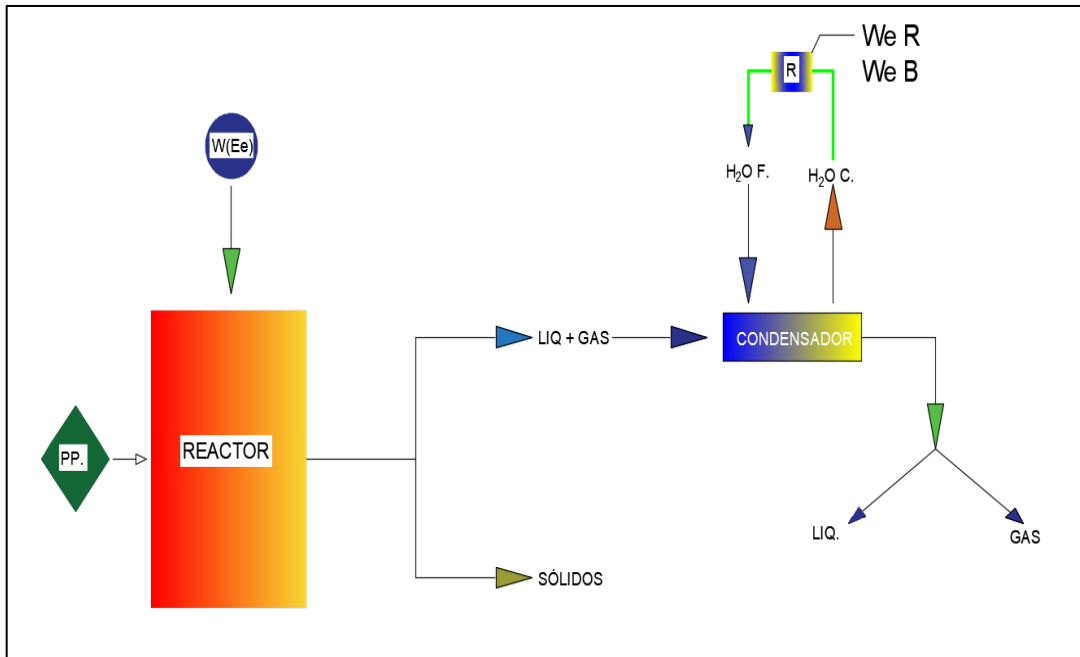 We R
We B
R
W(Ee)
H₂O F.
H₂O C.
LIQ + GAS
CONDENSADOR
PP.
REACTOR
LIQ.
GAS
SÓLIDOS